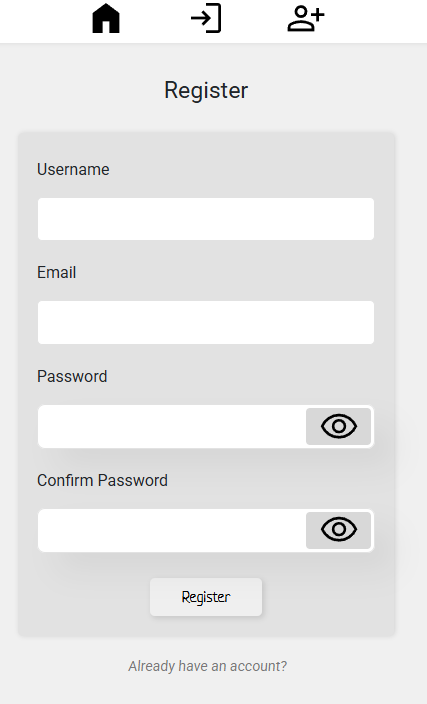 Register
Username
Email
Password
Confirm Password
Register
Already have an account?